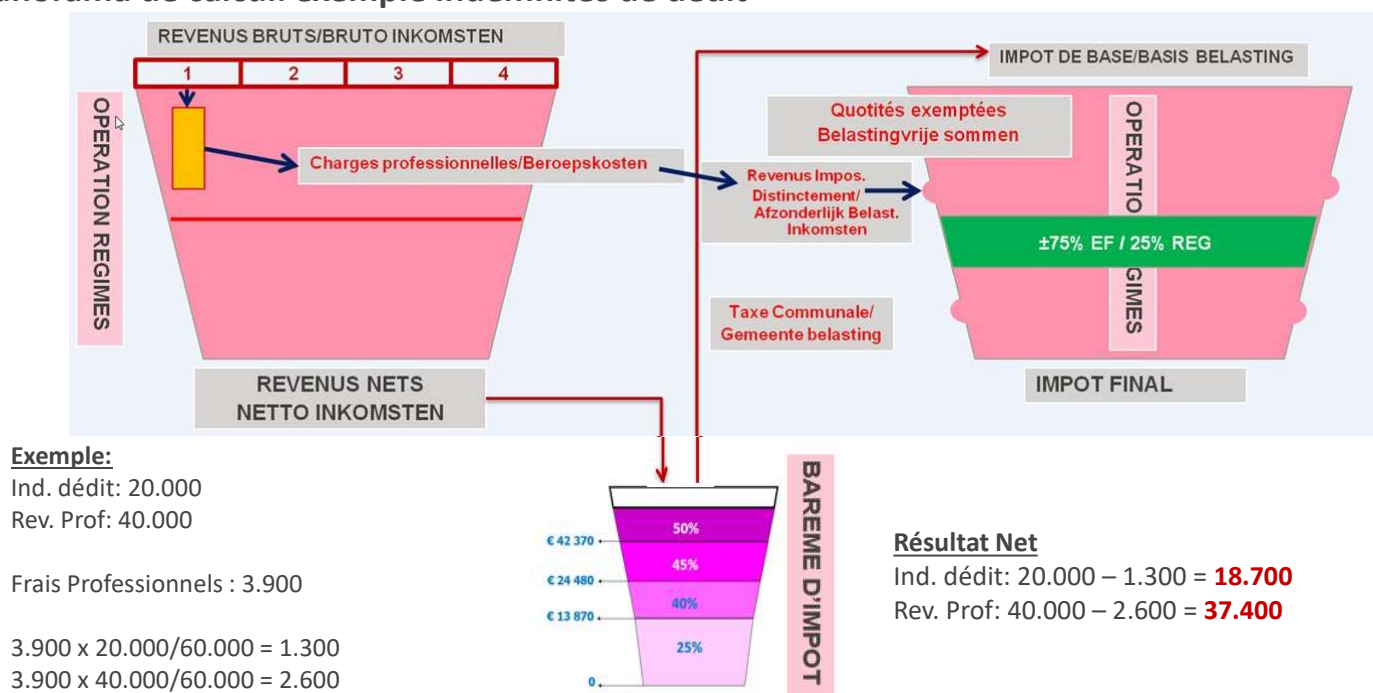 REVENUS BRUTS/BRUTO INKOMSTEN
1 2 3 4
OPERATION REGIMES
Charges professionnelles/Beroepskosten
REVENUS NETS
NETTO INKOMSTEN
IMPOT DE BASE/BASIS BELASTING
Quotités exemptées
Belastingvrije sommen
Revenus Impos.
Distinctement/
Afzonderlijk Belast.
Inkomsten
±75% EF / 25% REG
Taxe Communale/
Gemeente belasting
IMPOT FINAL
Exemple:
Ind. dédit: 20.000
Rev. Prof: 40.000
Frais Professionnels : 3.900
3.900 x 20.000/60.000 = 1.300
3.900 x 40.000/60.000 = 2.600
50%
€ 42 370
45%
€ 24 480
40%
€ 13 870
25%
0
BAREME D'IMPOT
Résultat Net
Ind. dédit: 20.000 – 1.300 = 18.700
Rev. Prof: 40.000 – 2.600 = 37.400